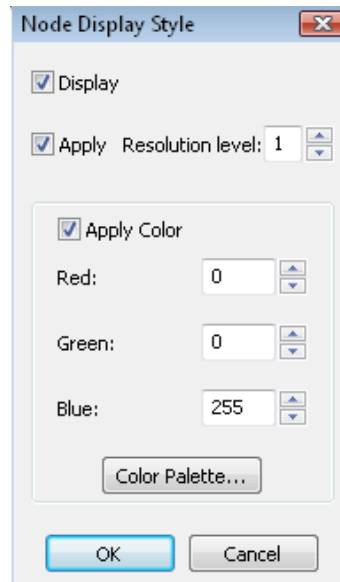 Node Display Style
Display
Apply Resolution level: 1
Apply Color
Red: 0
Green: 0
Blue: 255
Color Palette...
OK Cancel